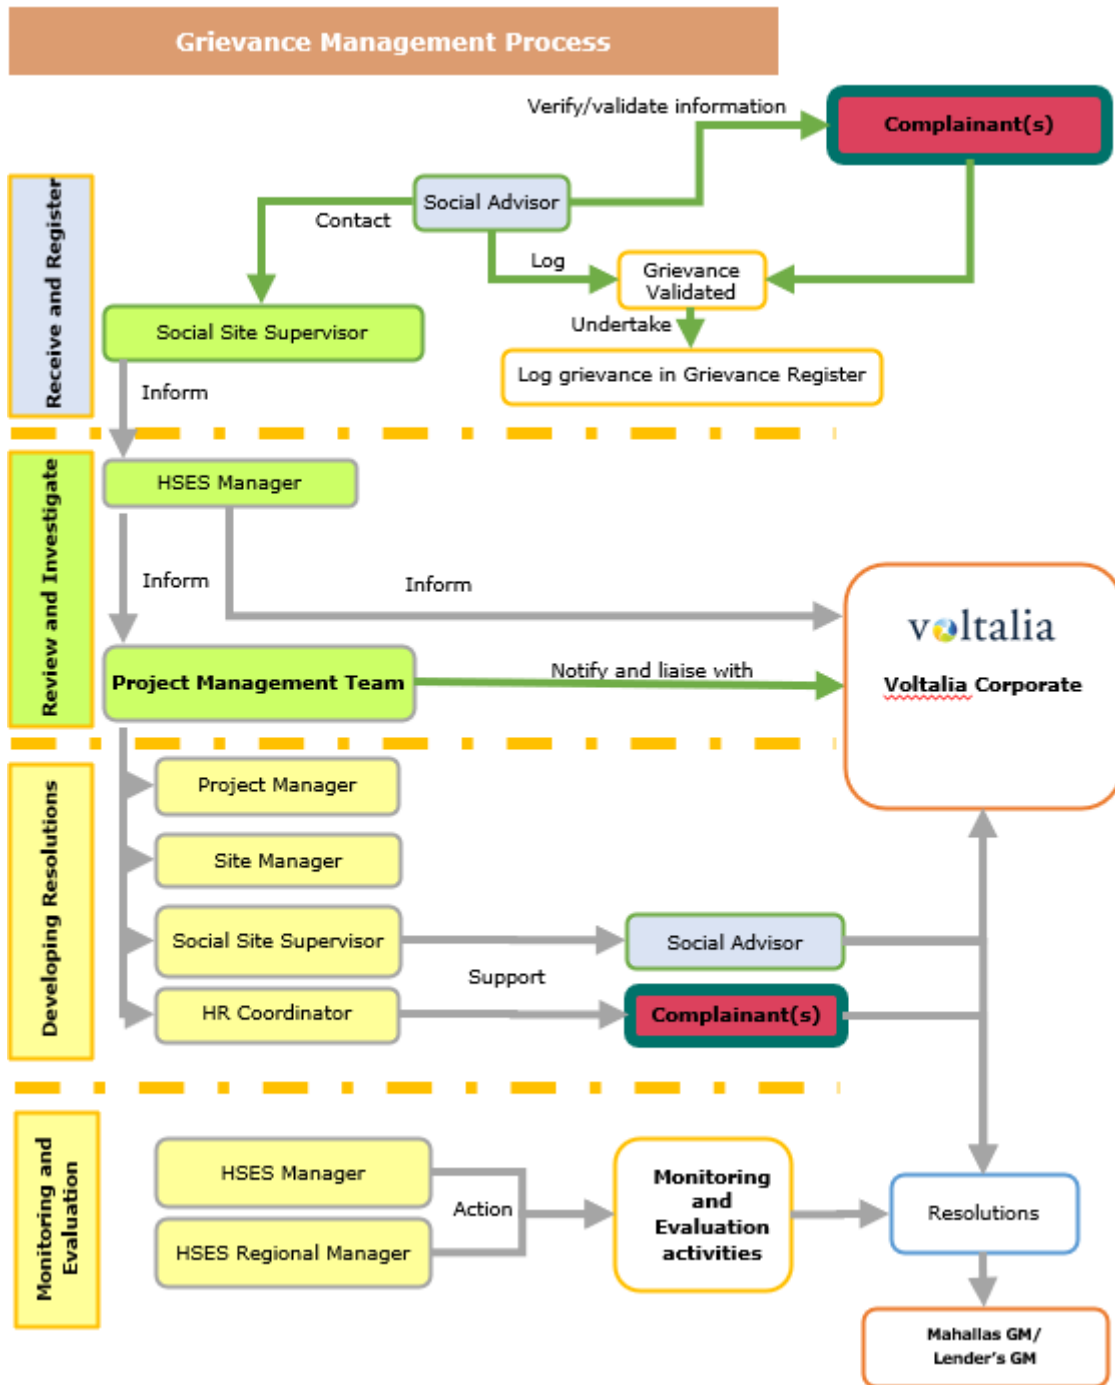 Grievance Management Process
Verify/validate information
Complainant(s)
Receive and Register
Social Advisor
Contact
Log
Grievance
Validated
Social Site Supervisor
Undertake
Log grievance in Grievance Register
Inform
Review and Investigate
HSES Manager
Inform
Inform
voltalia
Voltalia Corporate
Project Management Team
Notify and liaise with
Developing Resolutions
Project Manager
Site Manager
Social Site Supervisor
Social Advisor
Support
HR Coordinator
Complainant(s)
Monitoring and
Evaluation
HSES Manager
Action
HSES Regional Manager
Monitoring
and
Evaluation
activities
Resolutions
Mahallas GM/
Lender's GM